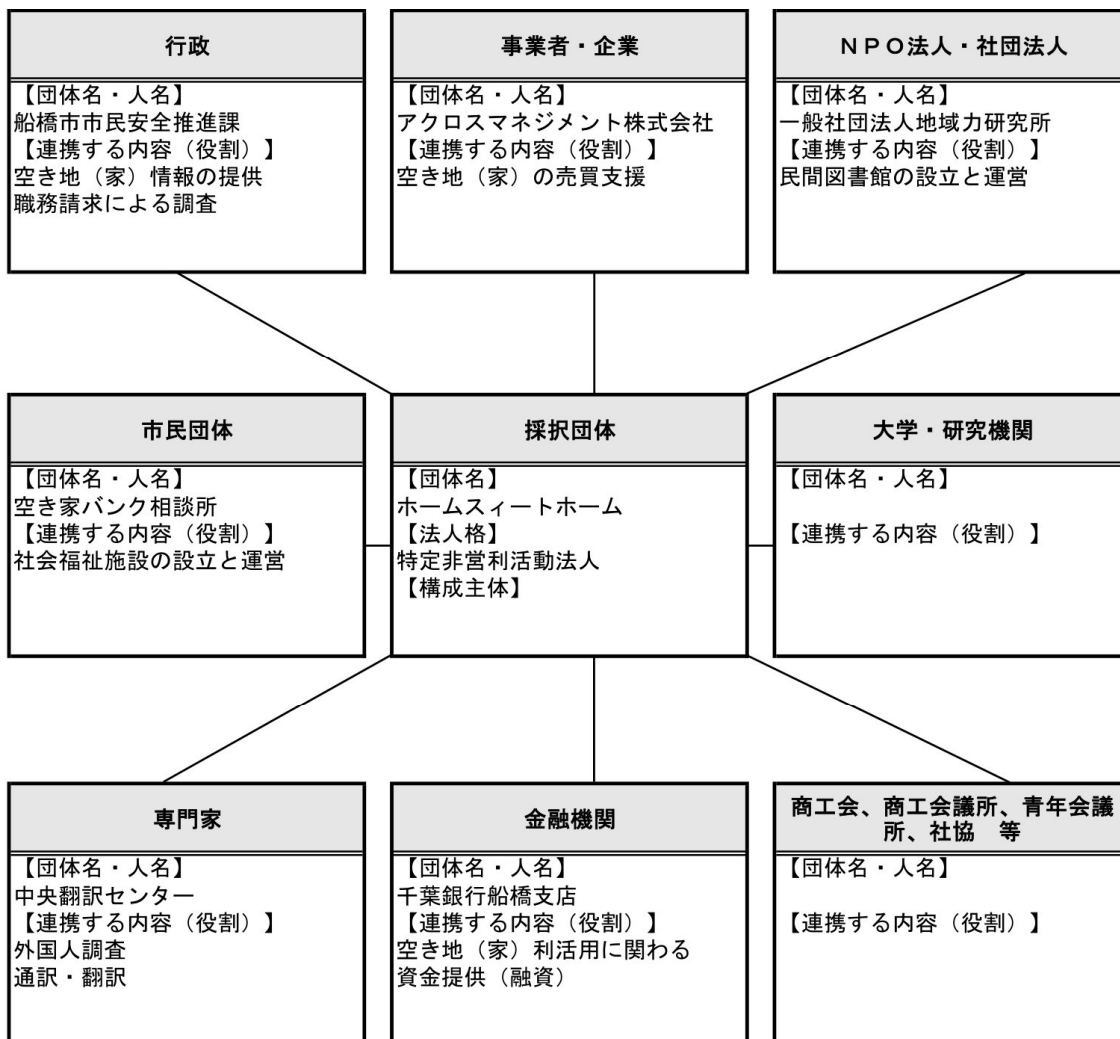 行政
【団体名・人名】
船橋市市民安全推進課
【連携する内容（役割）】
空き地（家）情報の提供
職務請求による調査
事業者・企業
【団体名・人名】
アクロスマネジメント株式会社
【連携する内容（役割）】
空き地（家）の売買支援
ＮＰＯ法人・社団法人
【団体名・人名】
一般社団法人地域力研究所
【連携する内容（役割）】
民間図書館の設立と運営
市民団体
【団体名・人名】
空き家バンク相談所
【連携する内容（役割）】
社会福祉施設の設立と運営
採択団体
【団体名】
ホームスィートホーム
【法人格】
特定非営利活動法人
【構成主体】
大学・研究機関
【団体名・人名】
【連携する内容（役割）】
専門家
【団体名・人名】
中央翻訳センター
【連携する内容（役割）】
外国人調査
通訳・翻訳
金融機関
【団体名・人名】
千葉銀行船橋支店
【連携する内容（役割）】
空き地（家）利活用に関わる
資金提供（融資）
商工会、商工会議所、青年会議
所、社協　等
【団体名・人名】
【連携する内容（役割）】